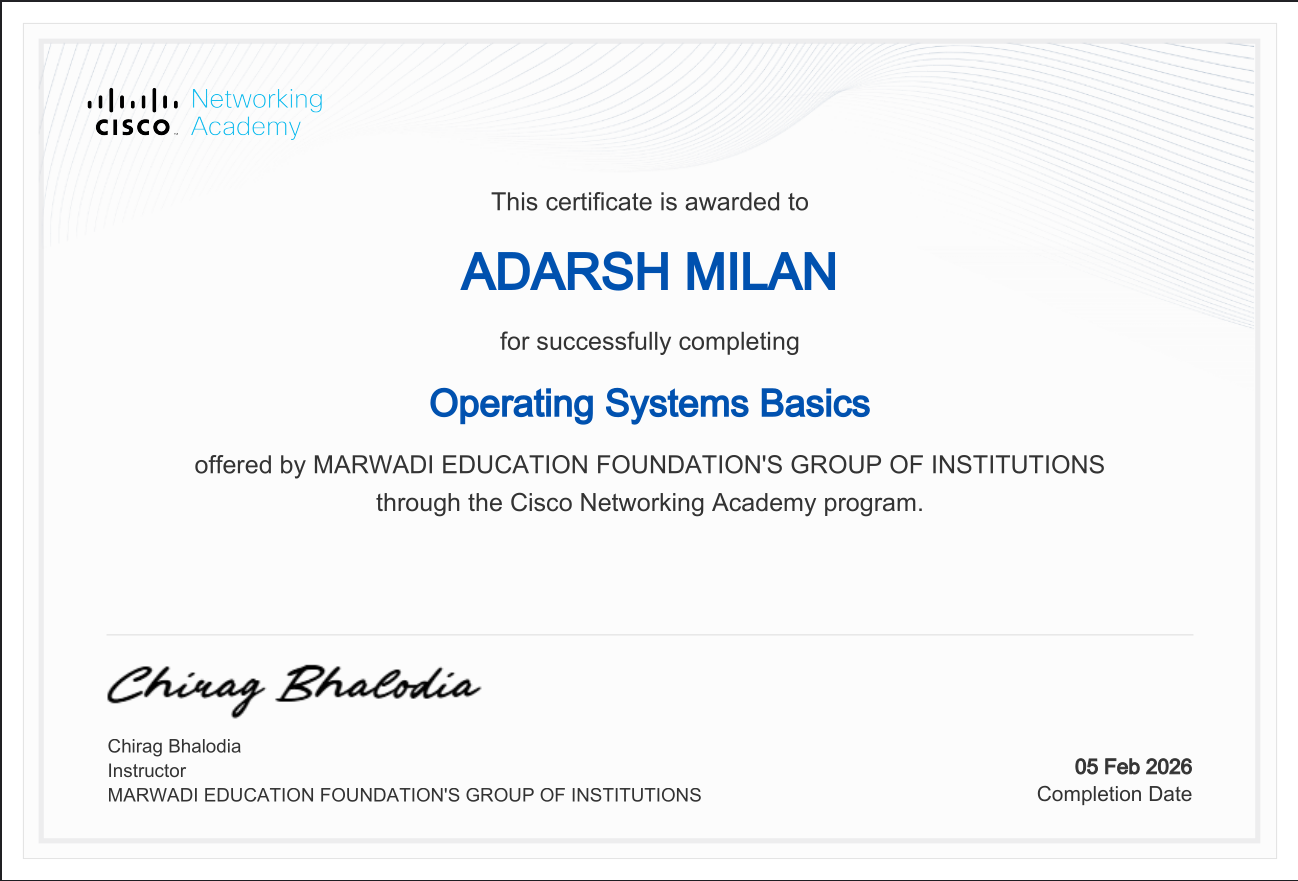 CISCO
Networking
Academy
This certificate is awarded to
ADARSH MILAN
for successfully completing
Operating Systems Basics
offered by MARWADI EDUCATION FOUNDATION'S GROUP OF INSTITUTIONS
through the Cisco Networking Academy program.
Chirag Bhalodia
Chirag Bhalodia
Instructor
MARWADI EDUCATION FOUNDATION'S GROUP OF INSTITUTIONS
05 Feb 2026
Completion Date